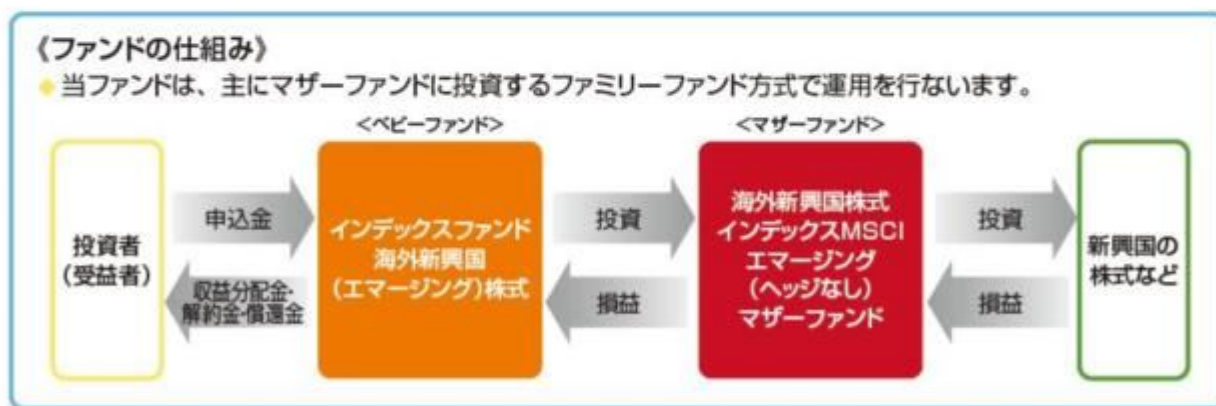 《ファンドの仕組み》
◆当ファンドは、主にマザーファンドに投資するファミリーファンド方式で運用を行ないます。
<ベビーファンド>
<マザーファンド>
投資者
(受益者)
申込金
収益分配金・
解約金・償還金
インデックスファンド
海外新興国
(エマージング)株式
投資
損益
海外新興国株式
インデックスMSCI
エマージング
(ヘッジなし)
マザーファンド
投資
損益
新興国の
株式など